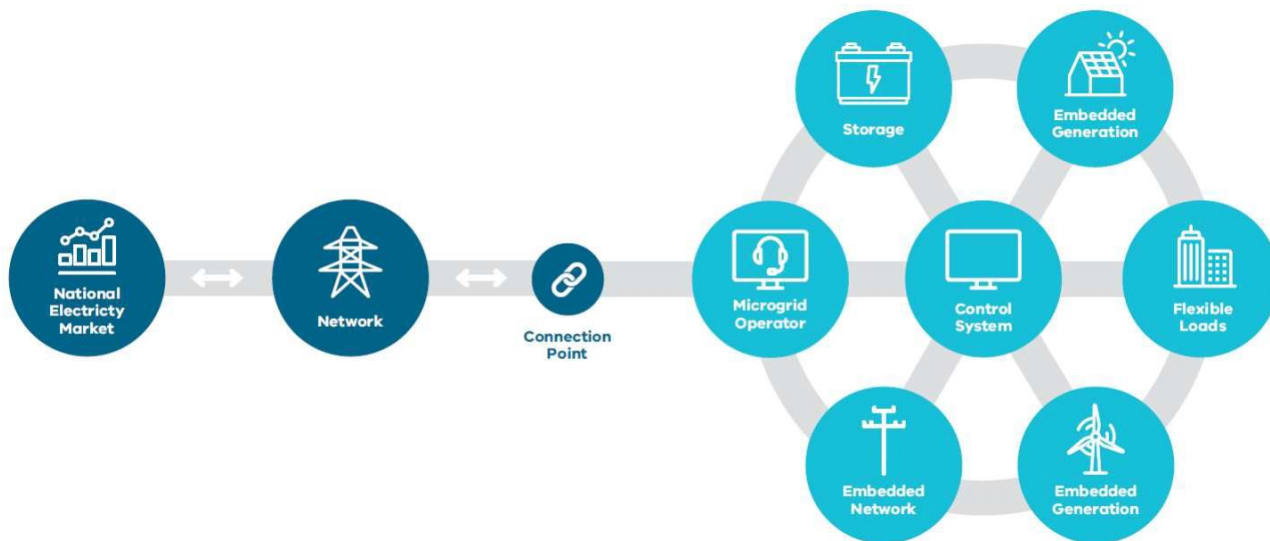 National
Electricty
Market
Network
Connection
Point
Microgrid
Operator
Storage
Embedded
Generation
Control
System
Flexible
Loads
Embedded
Network
Embedded
Generation